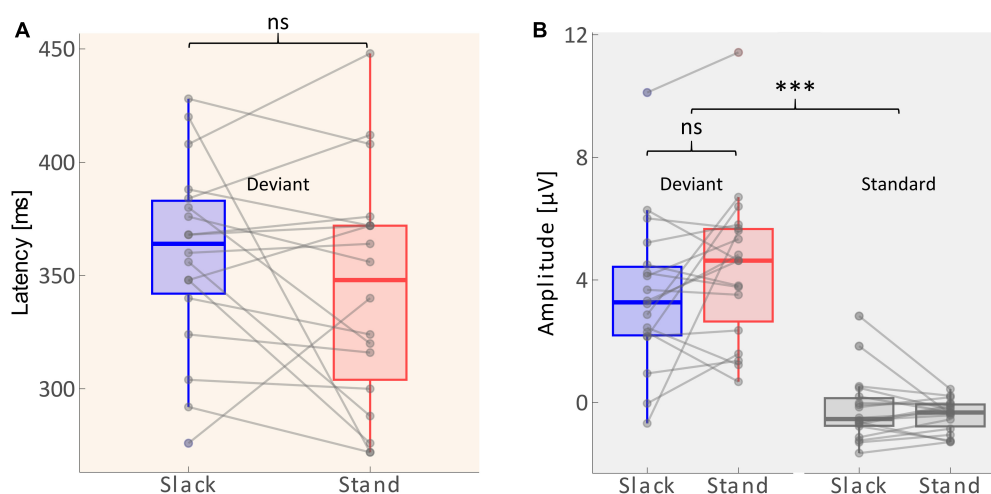 A
ns
450
400
350
300
Latency [ms]
Deviant
Slack
Stand
B
12
8
4
0
Amplitude [μV]
***
ns
Deviant
Standard
Slack
Stand
Slack
Stand